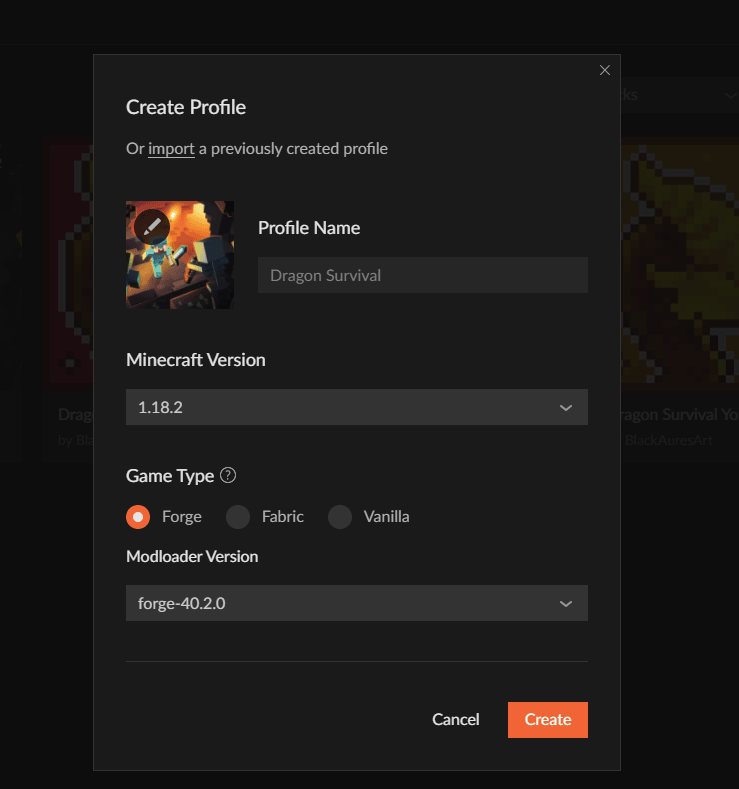 ks
Create Profile
Or import a previously created profile
Profile Name
Dragon Survival
Minecraft Version
1.18.2
Drag
ragon Survival Yo
by Bla
BlackAuresArt
Game Type ?
Forge Fabric Vanilla
Modloader Version
forge-40.2.0
Cancel Create